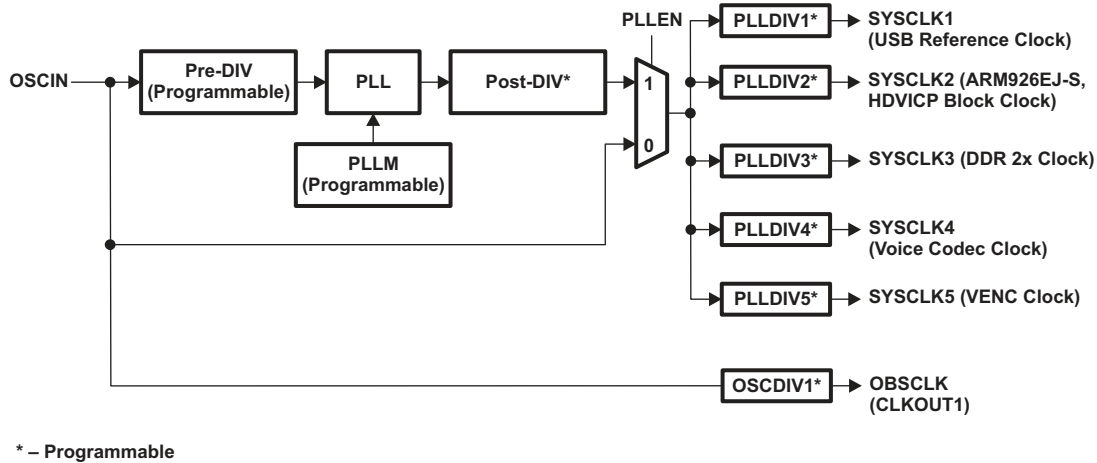 PLLEN
OSCIN
Pre-DIV
(Programmable)
PLL
Post-DIV*
PLLM
(Programmable)
1
0
PLLDIV1*
SYSCLK1
(USB Reference Clock)
PLLDIV2*
SYSCLK2 (ARM926EJ-S,
HDVICP Block Clock)
PLLDIV3*
SYSCLK3 (DDR 2x Clock)
PLLDIV4*
SYSCLK4
(Voice Codec Clock)
PLLDIV5*
SYSCLK5 (VENC Clock)
OSCDIV1*
OBSCLK
(CLKOUT1)
* – Programmable